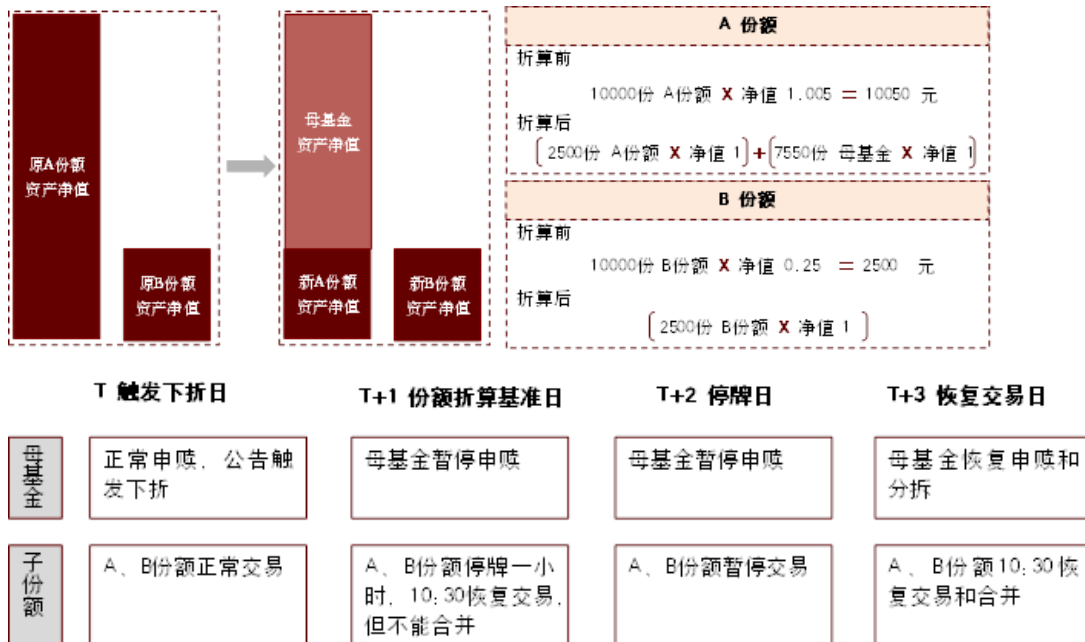 原A份额
资产净值
原B份额
资产净值
母基金
资产净值
新A份额
资产净值
新B份额
资产净值
A 份额
折算前
10000份 A份额 X 净值 1.005 = 10050 元
折算后
(2500份 A份额 X 净值 1)+(7550份 母基金 X 净值 1)
B 份额
折算前
10000份 B份额 X 净值 0.25 = 2500 元
折算后
(2500份 B份额 X 净值 1 )
T 触发下折日
T+1 份额折算基准日
T+2 停牌日
T+3 恢复交易日
母基金
正常申赎，公告触
发下折
母基金暂停申赎
母基金暂停申赎
母基金恢复申赎和
分拆
子份额
A、B份额正常交易
A、B份额停牌一小
时，10:30恢复交易，
但不能合并
A、B份额暂停交易
A、B份额10:30恢
复交易和合并